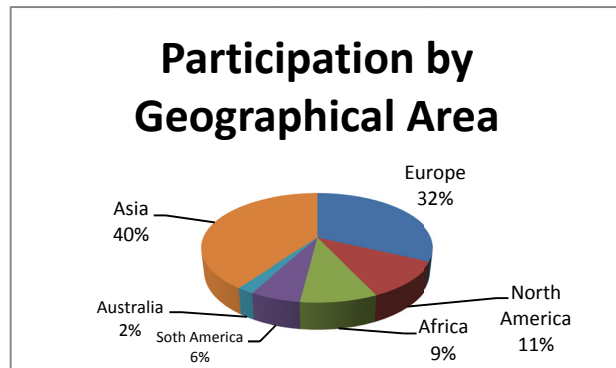 Participation by
Geographical Area
Europe
32%
Asia
40%
North
America
11%
Africa
9%
Soth America
6%
Australia
2%